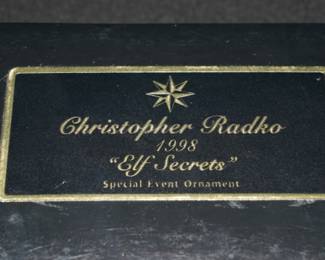 Christopher Radko
1998
"Elf Secrets"
Special Event Ornament